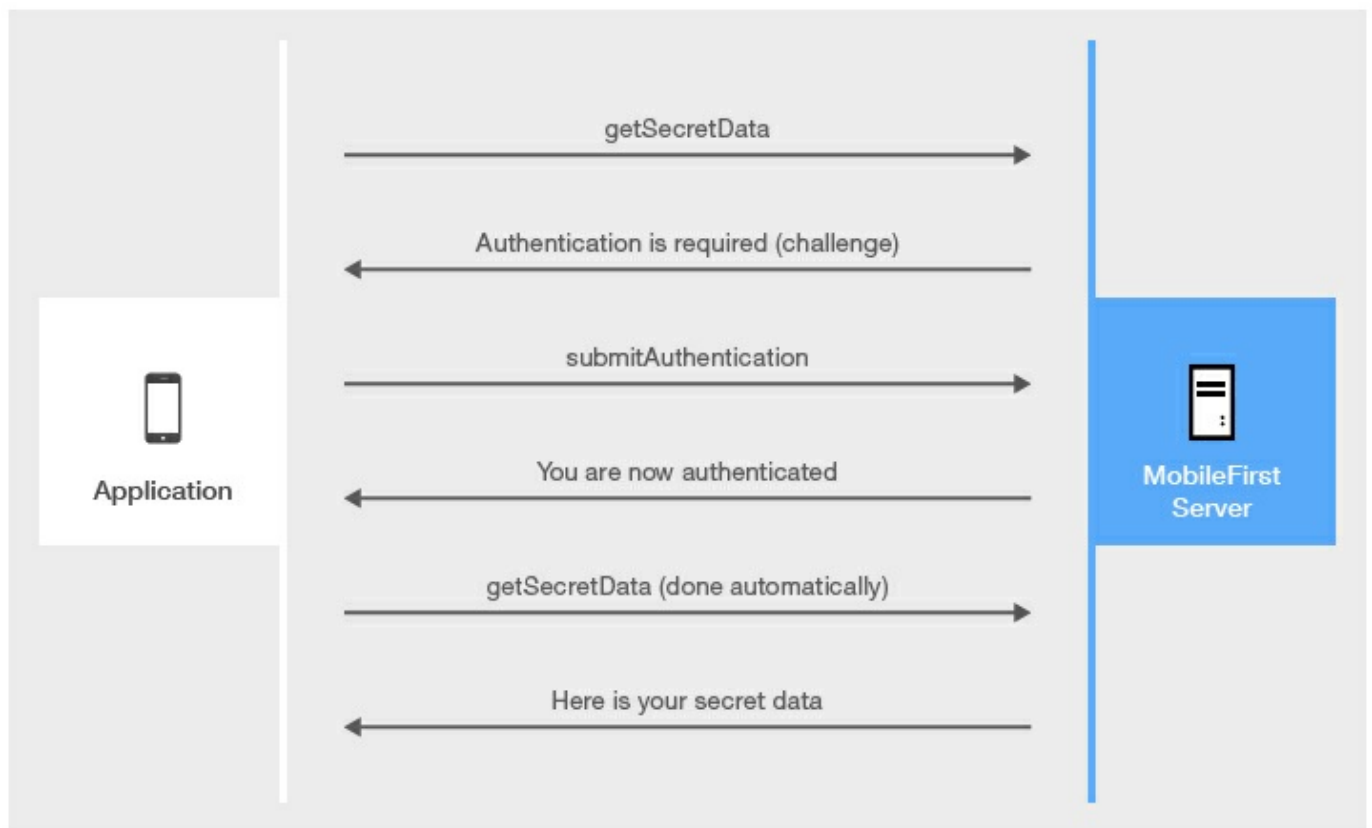 getSecretData
Authentication is required (challenge)
submitAuthentication
You are now authenticated
Application
MobileFirst
Server
getSecretData (done automatically)
Here is your secret data